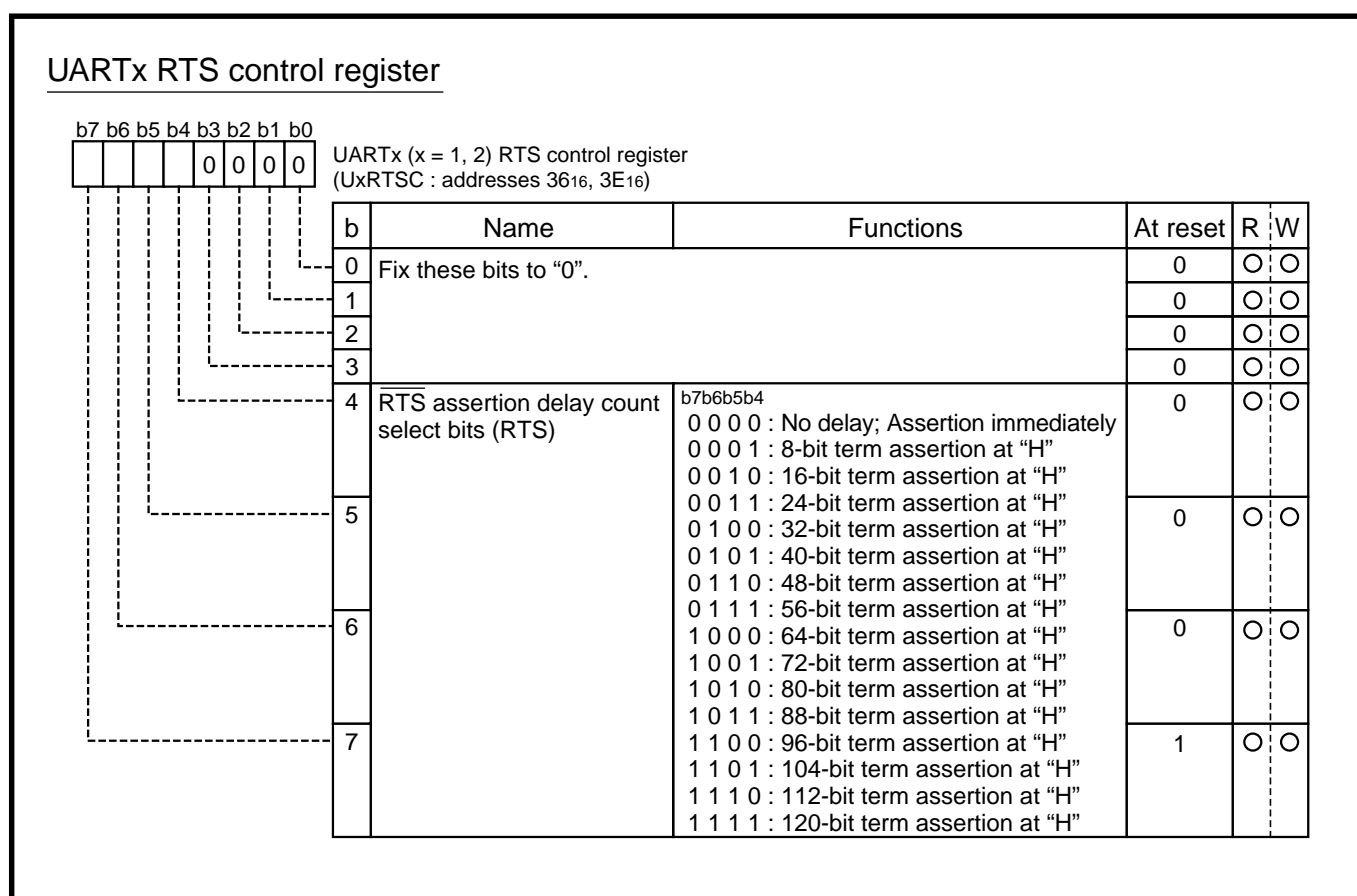 UARTx RTS control register
b7 b6 b5 b4 b3 b2 b1 b0
0 0 0 0
UARTx (x = 1, 2) RTS control register
(UxRTSC : addresses 3616, 3E16)
b Name Functions At reset R W
0 Fix these bits to “0”. 0 O O
1 0 O O
2 0 O O
3 0 O O
4 RTS assertion delay count b7b6b5b4 0 O O
select bits (RTS) 0 0 0 0 : No delay; Assertion immediately
0 0 0 1 : 8-bit term assertion at “H”
0 0 1 0 : 16-bit term assertion at “H”
0 0 1 1 : 24-bit term assertion at “H”
5 0 1 0 0 : 32-bit term assertion at “H” 0 O O
0 1 0 1 : 40-bit term assertion at “H”
0 1 1 0 : 48-bit term assertion at “H”
0 1 1 1 : 56-bit term assertion at “H”
6 1 0 0 0 : 64-bit term assertion at “H” 0 O O
1 0 0 1 : 72-bit term assertion at “H”
1 0 1 0 : 80-bit term assertion at “H”
1 0 1 1 : 88-bit term assertion at “H”
7 1 1 0 0 : 96-bit term assertion at “H” 1 O O
1 1 0 1 : 104-bit term assertion at “H”
1 1 1 0 : 112-bit term assertion at “H”
1 1 1 1 : 120-bit term assertion at “H”